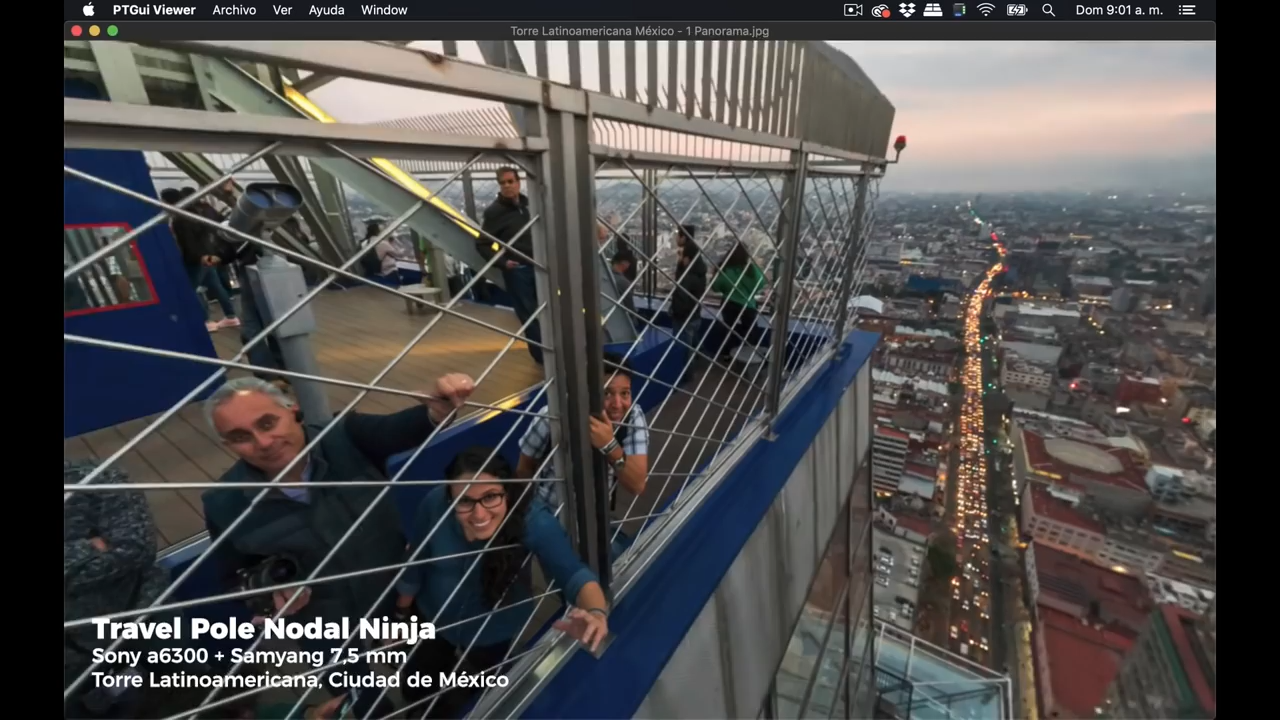 PTGui Viewer Archivo Ver Ayuda Window Dom 9:01 a. m.
Torre Latinoamericana México - 1 Panorama.jpg
Travel Pole Nodal Ninja
Sony a6300 + Samyang 7,5 mm
Torre Latinoamericana, Ciudad de México